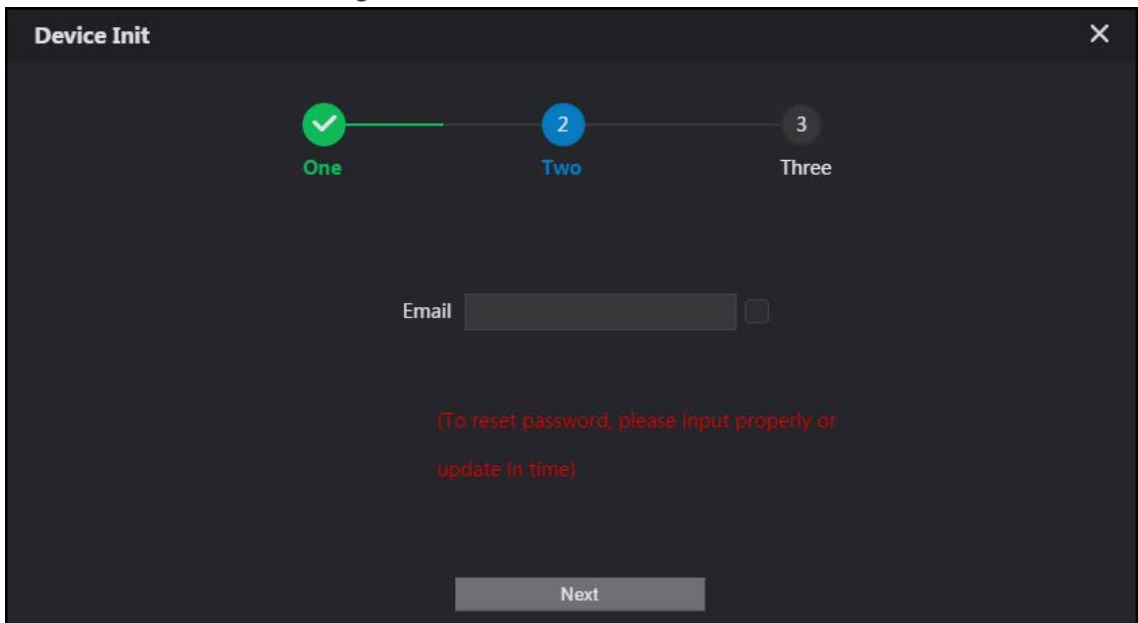 Device Init
2
3
One
Two
Three
Email
(To reset password, please input properly or
update in time)
Next